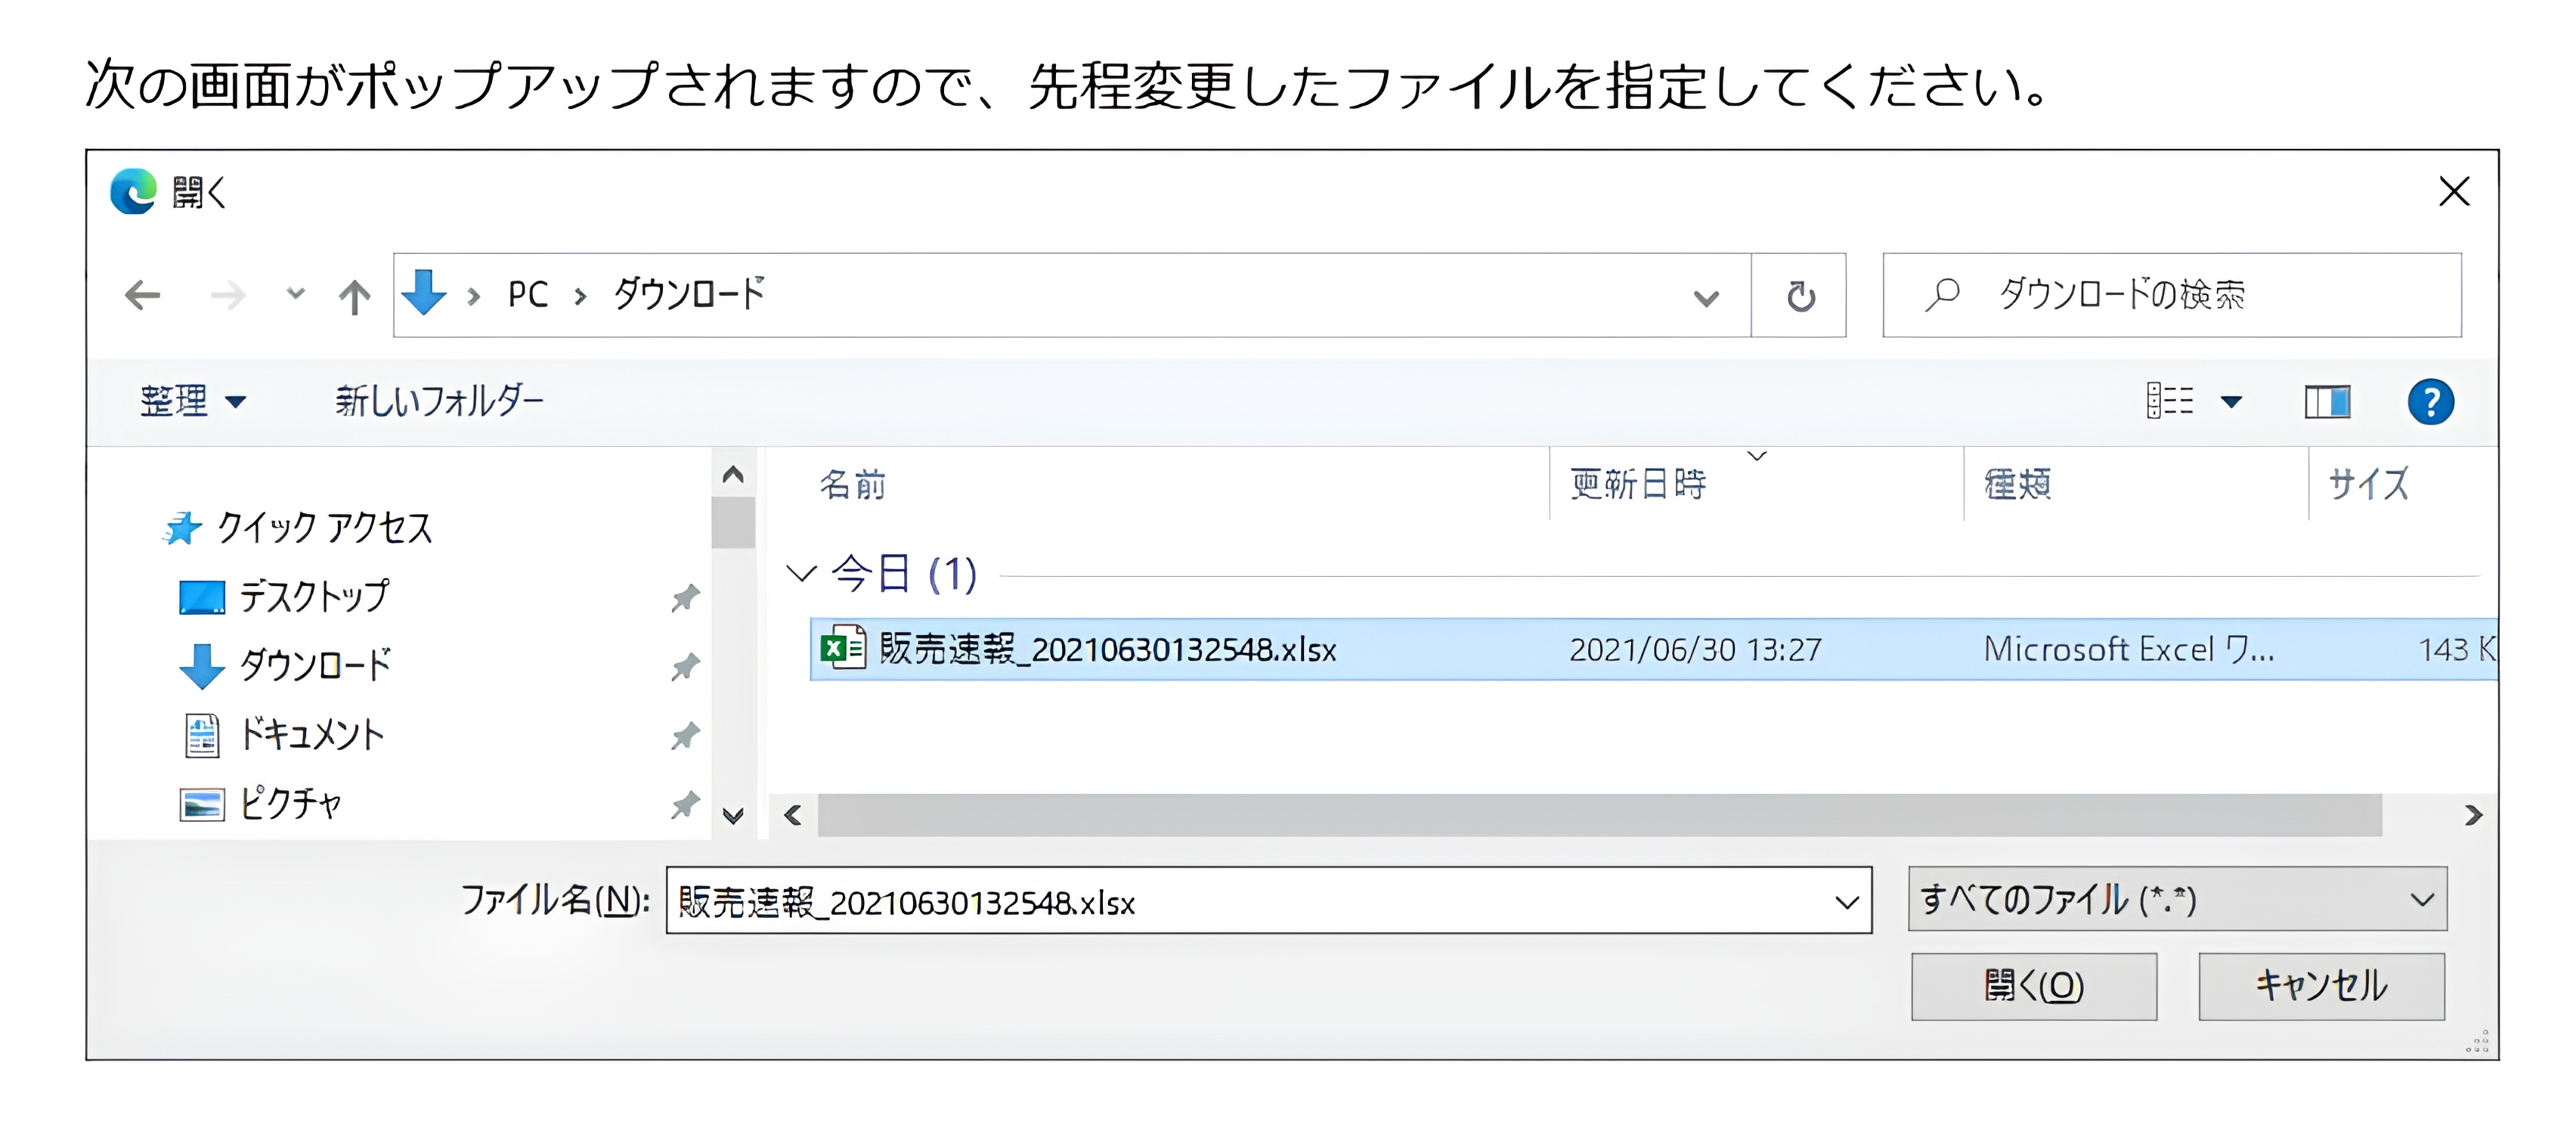 次の画面がポップアップされますので、先程変更したファイルを指定してください。
開く
PC › ダウンロード
ダウンロードの検索
整理 新しいフォルダー
名前 更新日時 種類 サイズ
クイック アクセス
今日 (1)
デスクトップ
販売速報_20210630132548.xlsx 2021/06/30 13:27 Microsoft Excel ワ... 143 K
ダウンロード
ドキュメント
ピクチャ
ファイル名(N): 販売速報_20210630132548.xlsx すべてのファイル (*.*)
開く(O) キャンセル